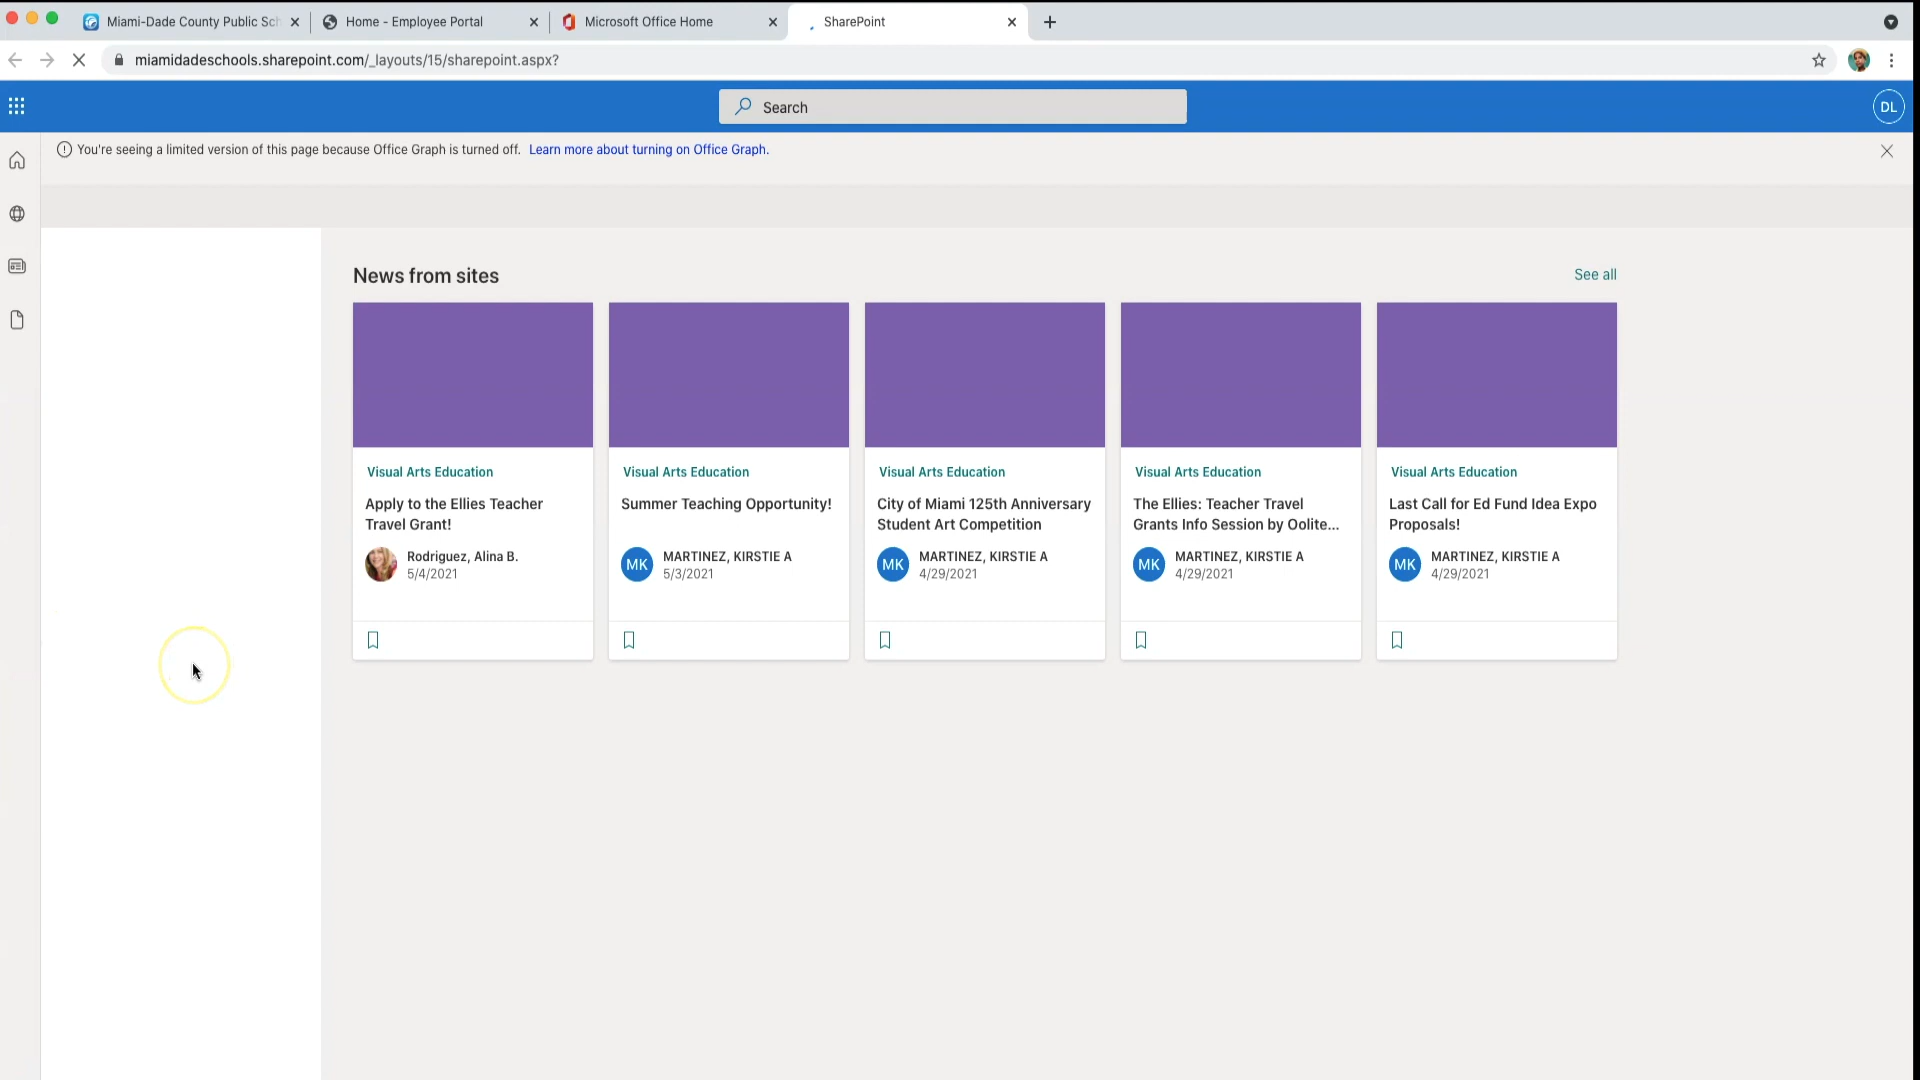 Miami-Dade County Public Sch
Home - Employee Portal
Microsoft Office Home
SharePoint
miamidadeschools.sharepoint.com/_layouts/15/sharepoint.aspx?
Search
DL
You're seeing a limited version of this page because Office Graph is turned off. Learn more about turning on Office Graph.
News from sites
See all
Visual Arts Education
Apply to the Ellies Teacher
Travel Grant!
Rodriguez, Alina B.
5/4/2021
Visual Arts Education
Summer Teaching Opportunity!
MK
MARTINEZ, KIRSTIE A
5/3/2021
Visual Arts Education
City of Miami 125th Anniversary
Student Art Competition
MK
MARTINEZ, KIRSTIE A
4/29/2021
Visual Arts Education
The Ellies: Teacher Travel
Grants Info Session by Oolite...
MK
MARTINEZ, KIRSTIE A
4/29/2021
Visual Arts Education
Last Call for Ed Fund Idea Expo
Proposals!
MK
MARTINEZ, KIRSTIE A
4/29/2021